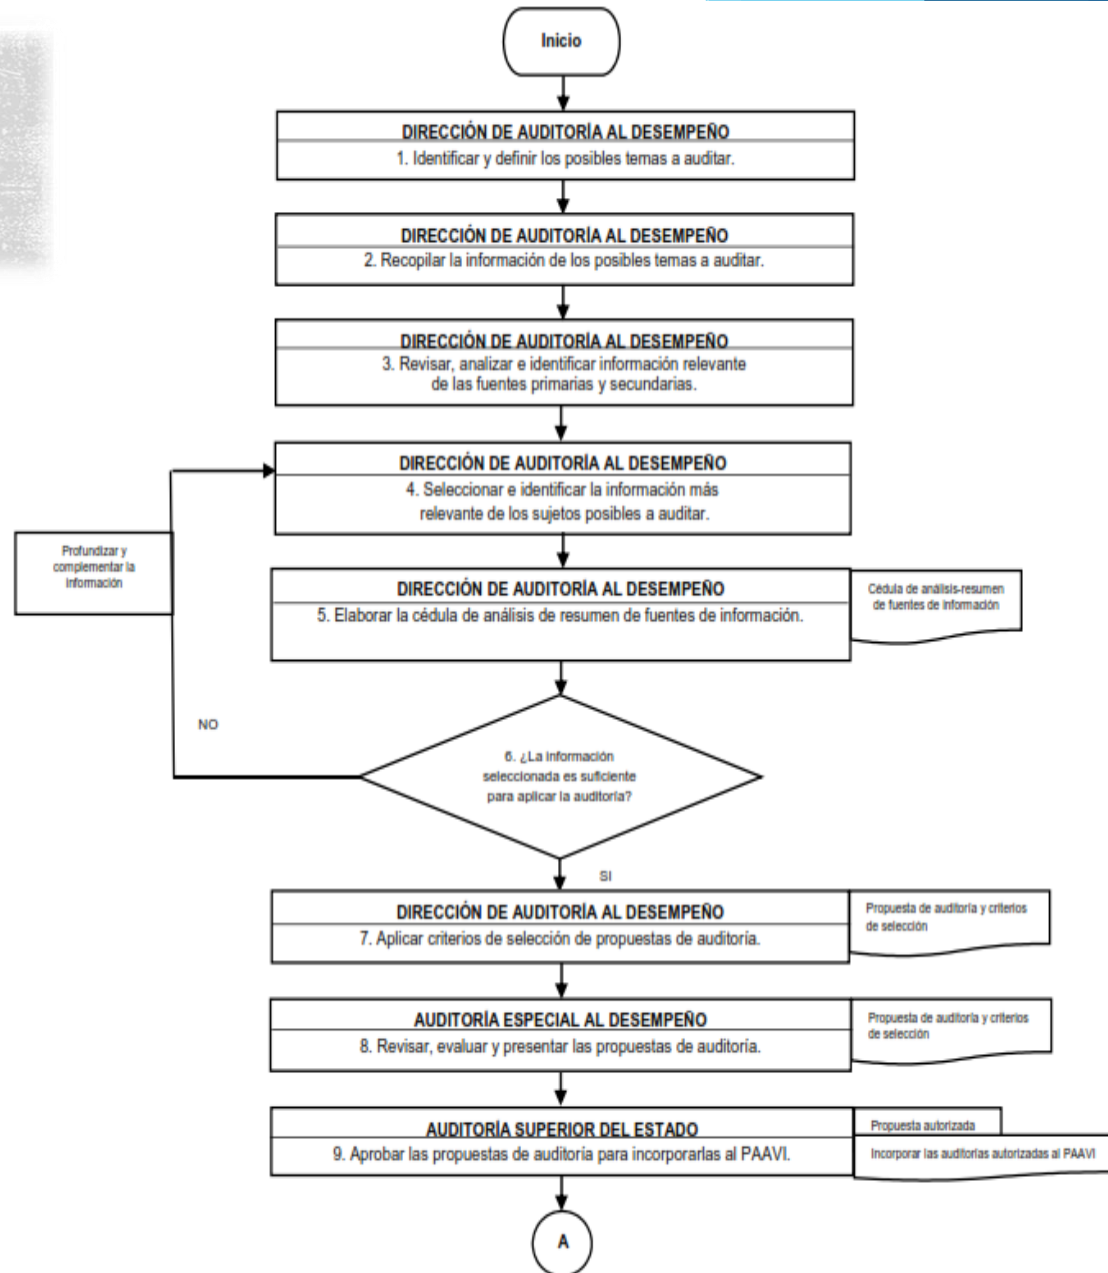 Inicio
DIRECCIÓN DE AUDITORÍA AL DESEMPEÑO
1. Identificar y definir los posibles temas a auditar.
DIRECCIÓN DE AUDITORÍA AL DESEMPEÑO
2. Recopilar la información de los posibles temas a auditar.
DIRECCIÓN DE AUDITORÍA AL DESEMPEÑO
3. Revisar, analizar e identificar información relevante
de las fuentes primarias y secundarias.
DIRECCIÓN DE AUDITORÍA AL DESEMPEÑO
4. Seleccionar e identificar la información más
relevante de los sujetos posibles a auditar.
Profundizar y
complementar la
información
DIRECCIÓN DE AUDITORÍA AL DESEMPEÑO
5. Elaborar la cédula de análisis de resumen de fuentes de información.
Cédula de análisis-resumen
de fuentes de información
NO
6. ¿La información
seleccionada es suficiente
para aplicar la auditoría?
SI
DIRECCIÓN DE AUDITORÍA AL DESEMPEÑO
7. Aplicar criterios de selección de propuestas de auditoría.
Propuesta de auditoría y criterios
de selección
AUDITORÍA ESPECIAL AL DESEMPEÑO
8. Revisar, evaluar y presentar las propuestas de auditoría.
Propuesta de auditoría y criterios
de selección
AUDITORÍA SUPERIOR DEL ESTADO
9. Aprobar las propuestas de auditoría para incorporarlas al PAAVI.
Propuesta autorizada
Incorporar las auditorías autorizadas al PAAVI
A